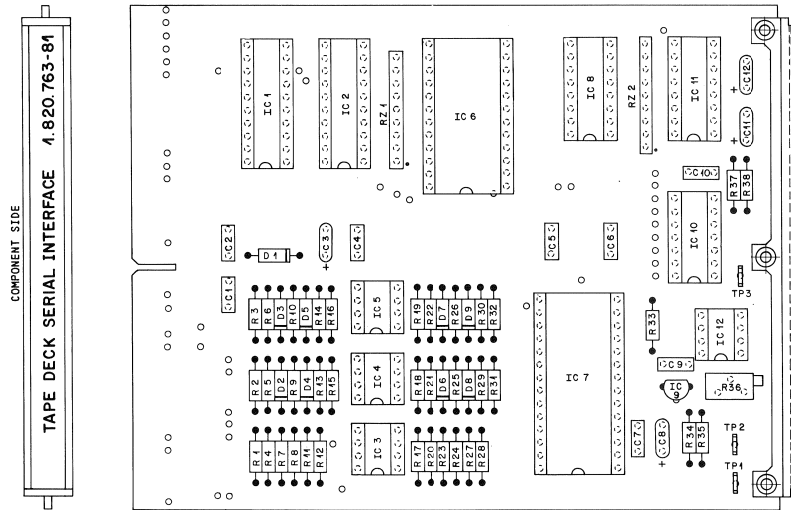 COMPONENT SIDE
TAPE DECK SERIAL INTERFACE 1.820.763-81
IC 1
IC 2
RZ 1
IC 6
IC 8
RZ 2
IC 11
+ C12
+ C11
C10
R37
R38
C2
D1
C3
+
C4
C5
C6
IC 10
TP3
C1
R3
R6
D3
R10
D5
R14
R16
IC 5
R19
R22
D7
R26
D9
R30
R32
R33
IC 12
R2
R5
D2
R9
D4
R13
R15
IC 4
R18
R21
D6
R25
D8
R29
R31
IC 7
C9
IC 9
R36
R1
R4
R7
R8
R11
R12
IC 3
R17
R20
R23
R24
R27
R28
C7
C8
+
R34
R35
TP2
TP1